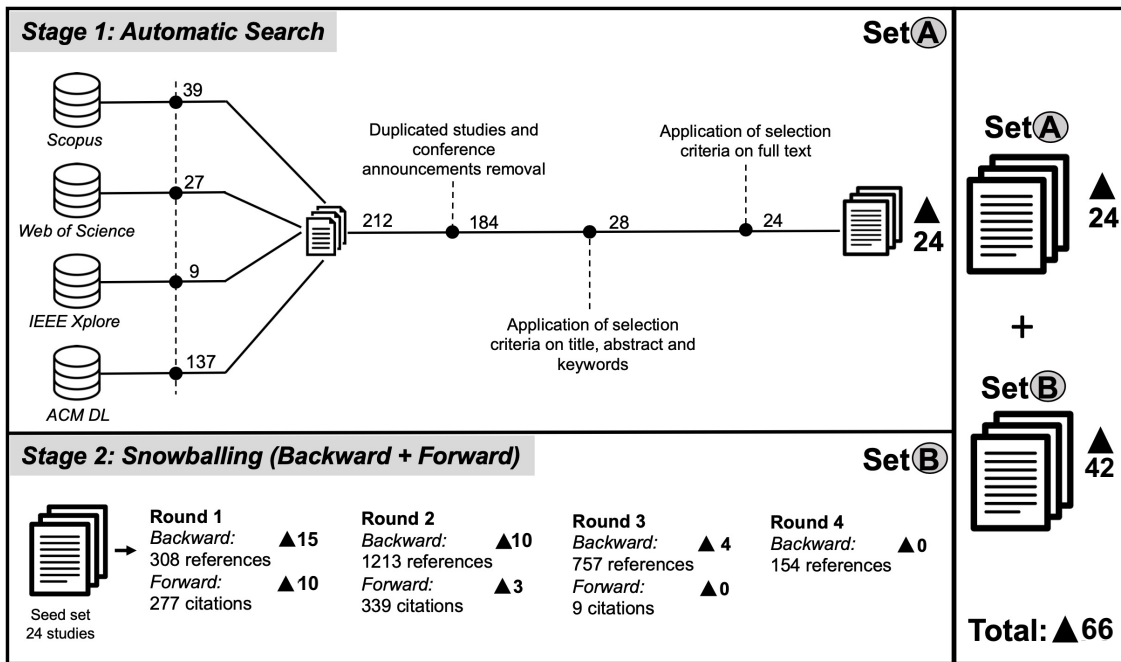 Stage 1: Automatic Search
Set A
39
Scopus
27
Web of Science
9
IEEE Xplore
137
ACM DL
212
Duplicated studies and
conference
announcements removal
184
Application of selection
criteria on title, abstract and
keywords
28
Application of selection
criteria on full text
24
▲
24
Stage 2: Snowballing (Backward + Forward)
Set B
Seed set
24 studies
Round 1
Backward: ▲15
308 references
Forward: ▲10
277 citations
Round 2
Backward: ▲10
1213 references
Forward: ▲3
339 citations
Round 3
Backward: ▲4
757 references
Forward: ▲0
9 citations
Round 4
Backward: ▲0
154 references
Set A
▲
24
+
Set B
▲
42
Total: ▲66